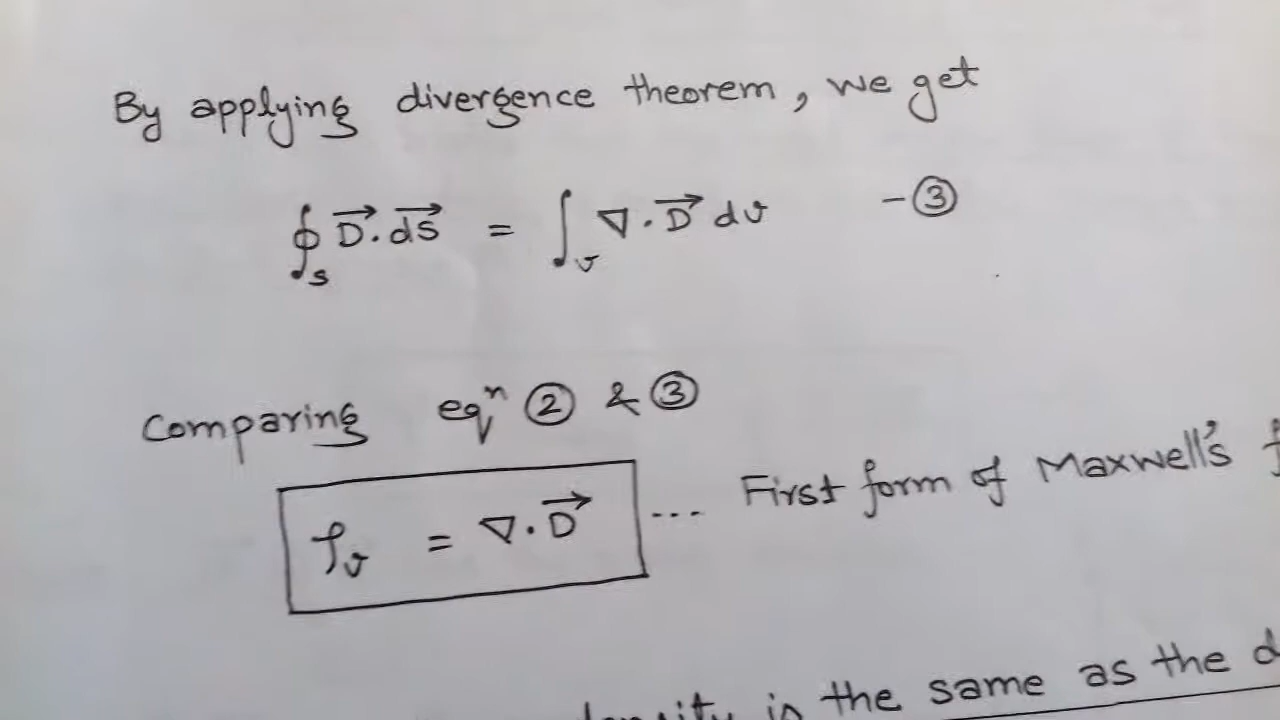 By applying divergence theorem, we get
∮ₛ D⃗ . dS⃗ = ∫ᵥ ∇ . D⃗ dv - ③
Comparing eqⁿ ② & ③
ρᵥ = ∇ . D⃗ ... First form of Maxwell's
is the same as the